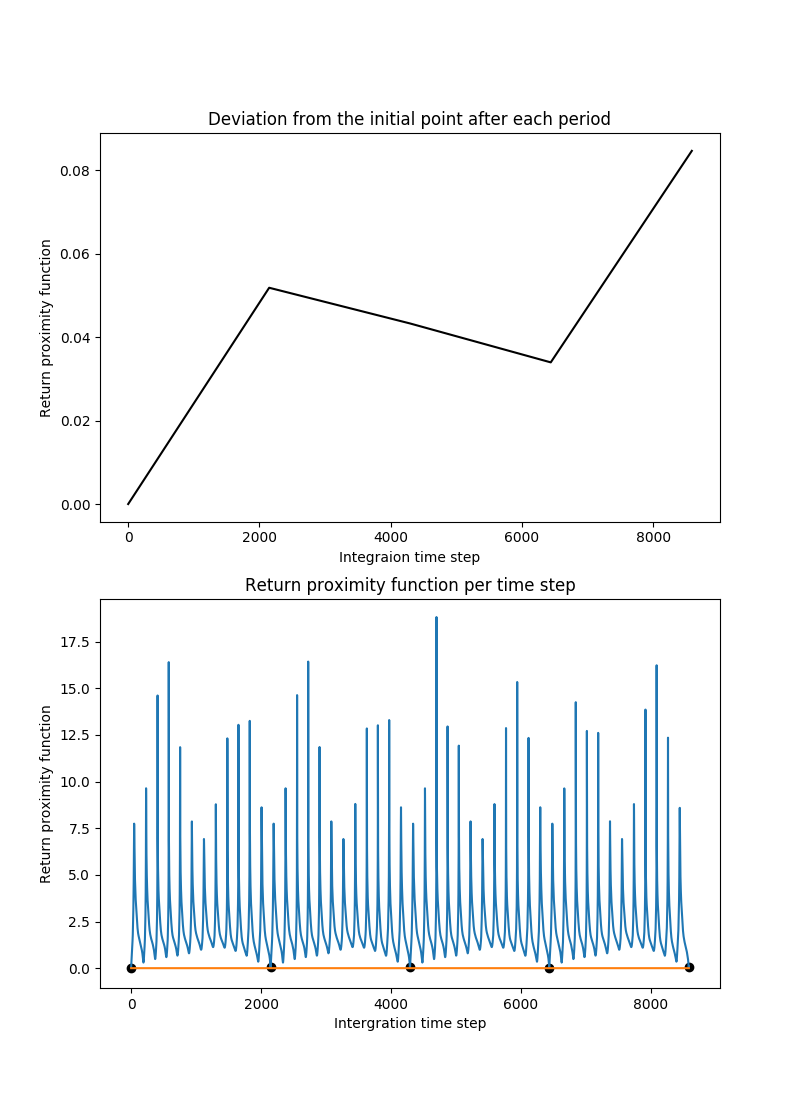 Deviation from the initial point after each period
0.08
0.06
0.04
0.02
0.00
Return proximity function
0 2000 4000 6000 8000
Integraion time step
Return proximity function per time step
17.5
15.0
12.5
10.0
7.5
5.0
2.5
0.0
Return proximity function
0 2000 4000 6000 8000
Intergration time step